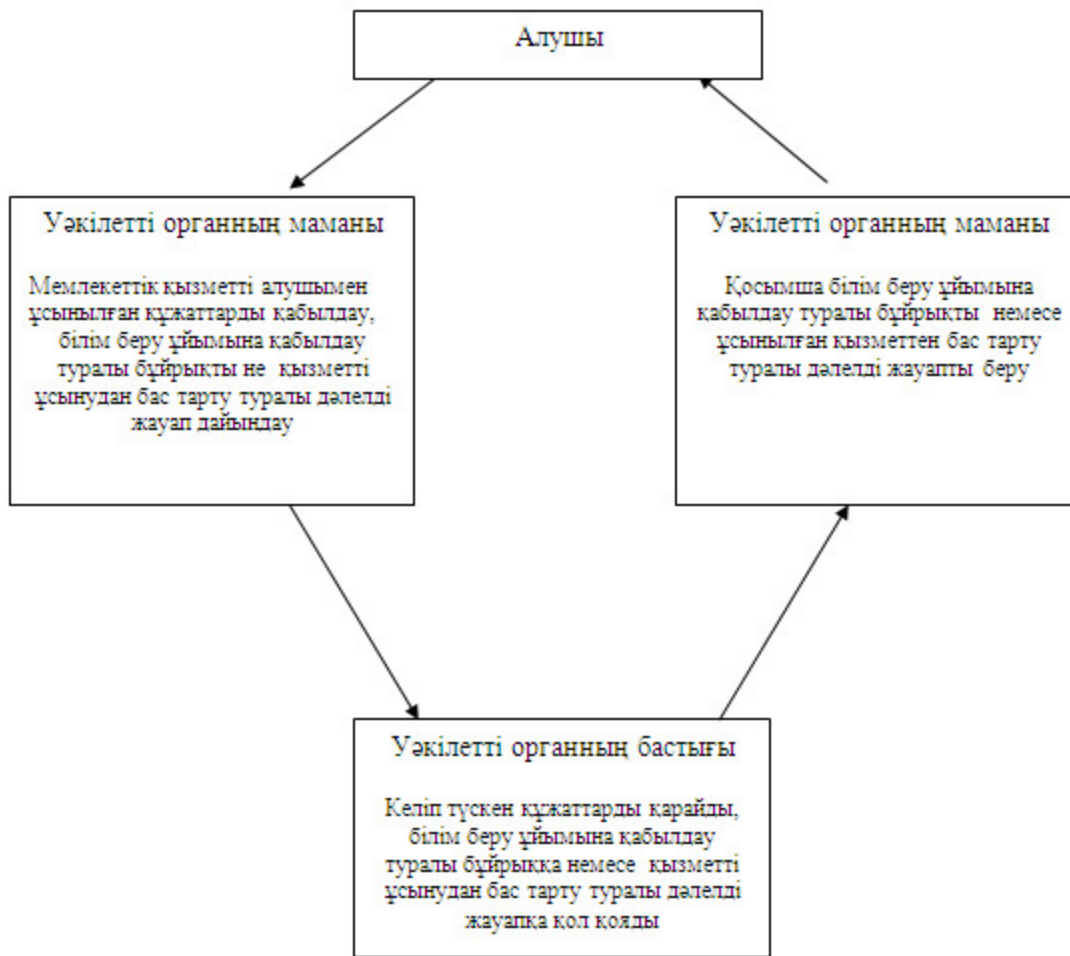 Алушы
Уәкілетті органның маманы
Мемлекеттік қызметті алушымен
ұсынылған құжаттарды қабылдау,
білім беру ұйымына қабылдау
туралы бұйрықты не қызметті
ұсынудан бас тарту туралы дәлелді
жауап дайындау
Уәкілетті органның маманы
Қосымша білім беру ұйымына
қабылдау туралы бұйрықты немесе
ұсынылған қызметтен бас тарту
туралы дәлелді жауапты беру
Уәкілетті органның бастығы
Келіп түскен құжаттарды қарайды,
білім беру ұйымына қабылдау
туралы бұйрыққа немесе қызметті
ұсынудан бас тарту туралы дәлелді
жауапқа қол қояды